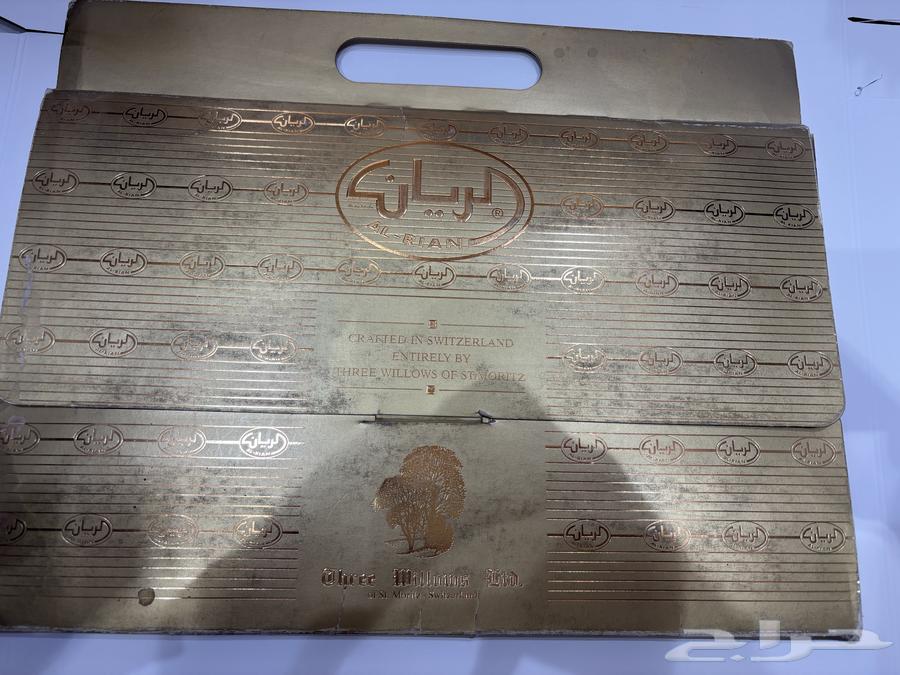 الريان
®
AL-RIAN
CRAFTED IN SWITZERLAND
ENTIRELY BY
THREE WILLOWS OF ST.MORITZ
Three Willows Ltd.
of St. Moritz - Switzerland
حراج